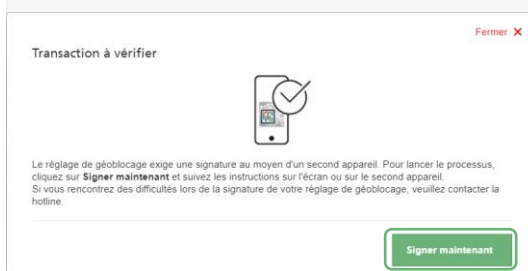 Fermer X
Transaction à vérifier
Le réglage de géoblocage exige une signature au moyen d'un second appareil. Pour lancer le processus,
cliquez sur Signer maintenant et suivez les instructions sur l'écran ou sur le second appareil.
Si vous rencontrez des difficultés lors de la signature de votre réglage de géoblocage, veuillez contacter la
hotline.
Signer maintenant